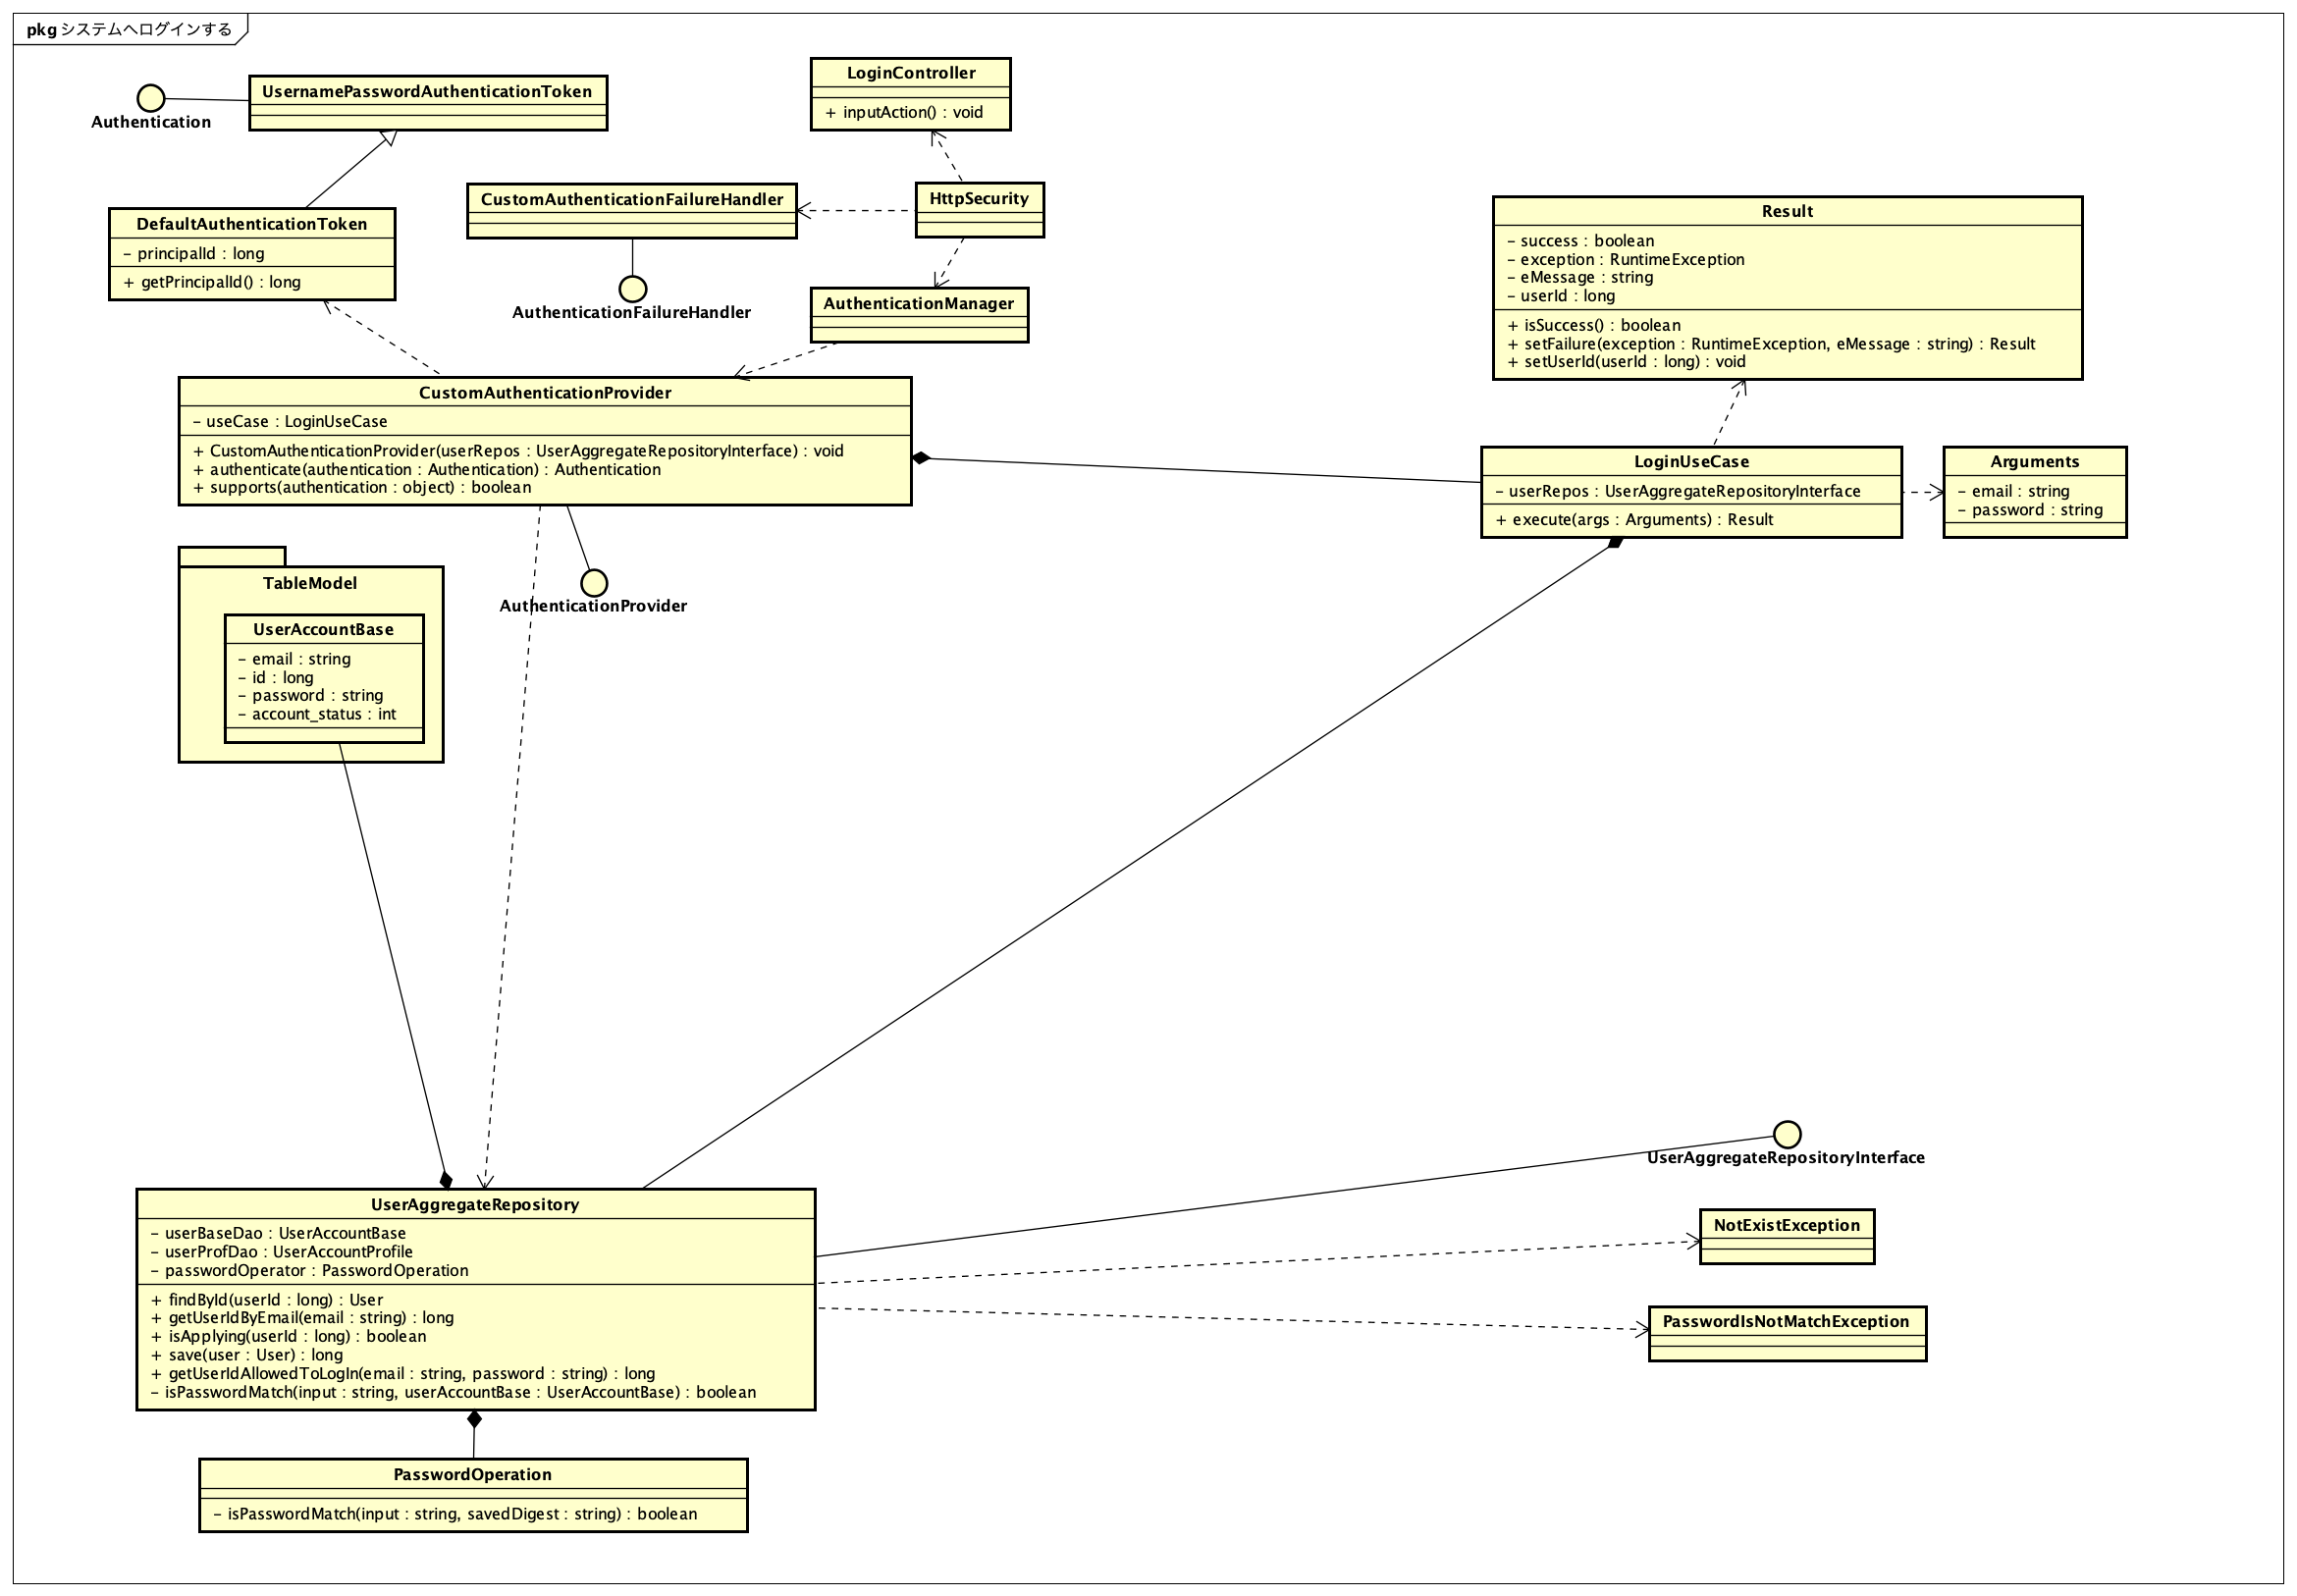 pkg システムへログインする
UsernamePasswordAuthenticationToken
Authentication
LoginController
+ inputAction() : void
CustomAuthenticationFailureHandler
HttpSecurity
AuthenticationFailureHandler
DefaultAuthenticationToken
- principalId : long
+ getPrincipalId() : long
AuthenticationManager
Result
- success : boolean
- exception : RuntimeException
- eMessage : string
- userId : long
+ isSuccess() : boolean
+ setFailure(exception : RuntimeException, eMessage : string) : Result
+ setUserId(userId : long) : void
CustomAuthenticationProvider
- useCase : LoginUseCase
+ CustomAuthenticationProvider(userRepos : UserAggregateRepositoryInterface) : void
+ authenticate(authentication : Authentication) : Authentication
+ supports(authentication : object) : boolean
LoginUseCase
- userRepos : UserAggregateRepositoryInterface
+ execute(args : Arguments) : Result
Arguments
- email : string
- password : string
AuthenticationProvider
TableModel
UserAccountBase
- email : string
- id : long
- password : string
- account_status : int
UserAggregateRepositoryInterface
UserAggregateRepository
- userBaseDao : UserAccountBase
- userProfDao : UserAccountProfile
- passwordOperator : PasswordOperation
+ findById(userId : long) : User
+ getUserIdByEmail(email : string) : long
+ isApplying(userId : long) : boolean
+ save(user : User) : long
+ getUserIdAllowedToLogIn(email : string, password : string) : long
- isPasswordMatch(input : string, userAccountBase : UserAccountBase) : boolean
NotExistException
PasswordIsNotMatchException
PasswordOperation
- isPasswordMatch(input : string, savedDigest : string) : boolean